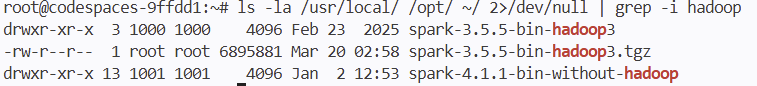 root@codespaces-9ffdd1:~# ls -la /usr/local/ /opt/ ~/ 2>/dev/null | grep -i hadoop
drwxr-xr-x  3 1000 1000    4096 Feb 23  2025 spark-3.5.5-bin-hadoop3
-rw-r--r--  1 root root 6895881 Mar 20 02:58 spark-3.5.5-bin-hadoop3.tgz
drwxr-xr-x 13 1001 1001    4096 Jan  2 12:53 spark-4.1.1-bin-without-hadoop